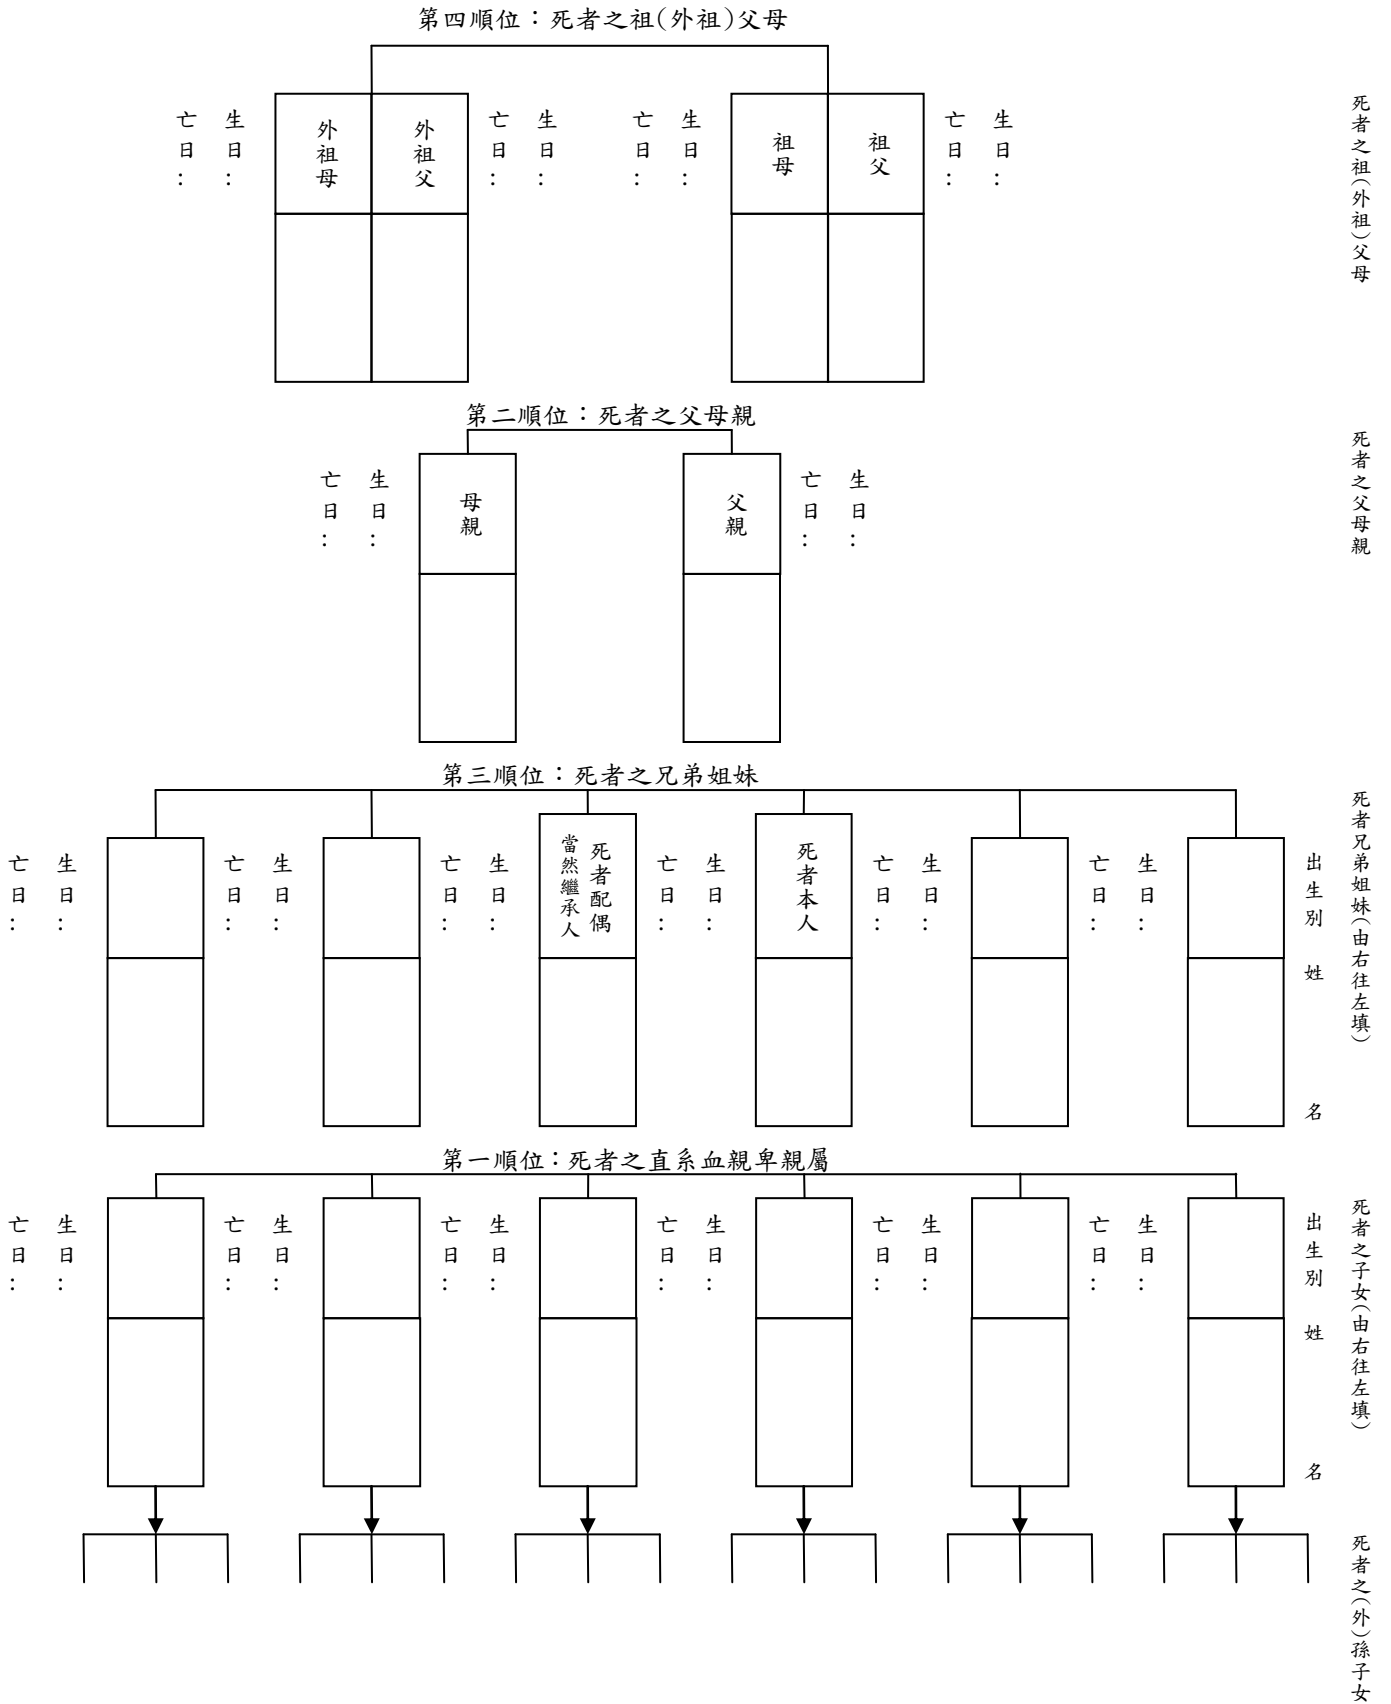 第四順位：死者之祖(外祖)父母
死者之祖(外祖)父母
生日：
亡日：
祖父
祖母
生日：
亡日：
生日：
亡日：
外祖父
外祖母
生日：
亡日：
第二順位：死者之父母親
死者之父母親
生日：
亡日：
父親
母親
生日：
亡日：
第三順位：死者之兄弟姐妹
死者兄弟姐妹(由右往左填)
出生別
姓名
生日：
亡日：
生日：
亡日：
死者本人
生日：
亡日：
死者配偶
當然繼承人
生日：
亡日：
生日：
亡日：
生日：
亡日：
第一順位：死者之直系血親卑親屬
死者之子女(由右往左填)
出生別
姓名
生日：
亡日：
生日：
亡日：
生日：
亡日：
生日：
亡日：
生日：
亡日：
生日：
亡日：
死者之(外)孫子女